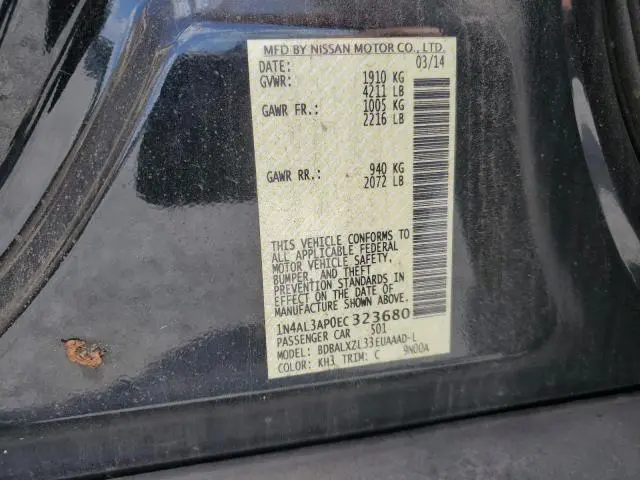 MFD BY NISSAN MOTOR CO., LTD.
DATE: 03/14
GVWR: 1910 KG
4211 LB
GAWR FR.: 1005 KG
2216 LB
GAWR RR.: 940 KG
2072 LB
THIS VEHICLE CONFORMS TO
ALL APPLICABLE FEDERAL
MOTOR VEHICLE SAFETY,
BUMPER, AND THEFT
PREVENTION STANDARDS IN
EFFECT ON THE DATE OF
MANUFACTURE SHOWN ABOVE.
1N4AL3AP0EC323680
PASSENGER CAR S01
MODEL: BDBALXZL33EUAAAD-L
COLOR: KH3 TRIM: C 9N00A